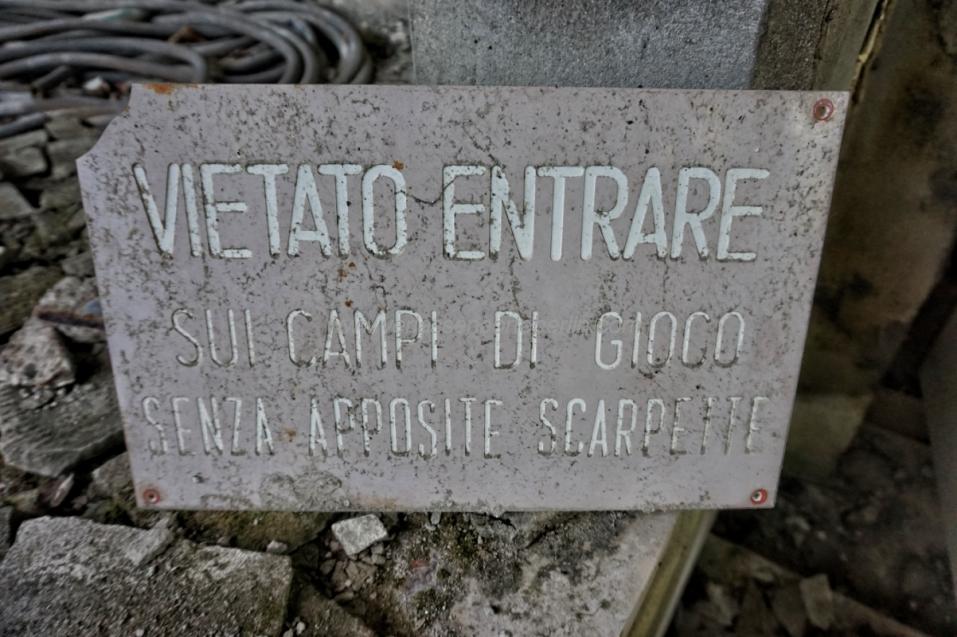 VIETATO ENTRARE
SUI CAMPI DI GIOCO
SENZA APPOSITE SCARPETTE